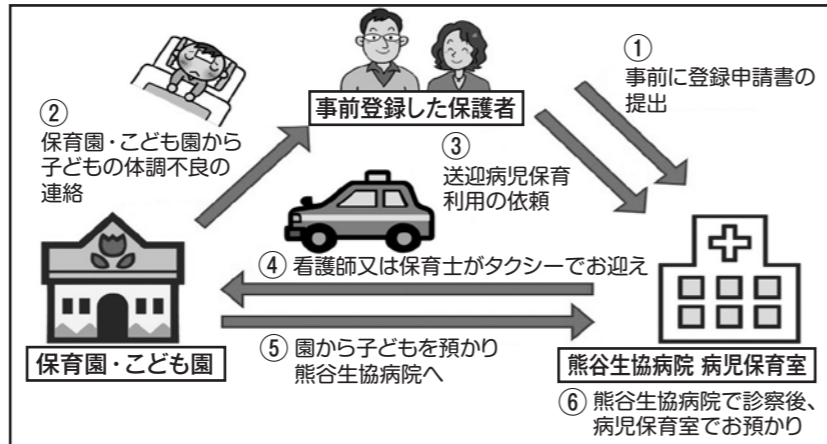 ①
事前に登録申請書の
提出
事前登録した保護者
②
保育園・こども園から
子どもの体調不良の
連絡
③
送迎病児保育
利用の依頼
④ 看護師又は保育士がタクシーでお迎え
保育園・こども園
⑤ 園から子どもを預かり
熊谷生協病院へ
熊谷生協病院 病児保育室
⑥ 熊谷生協病院で診察後、
病児保育室でお預かり